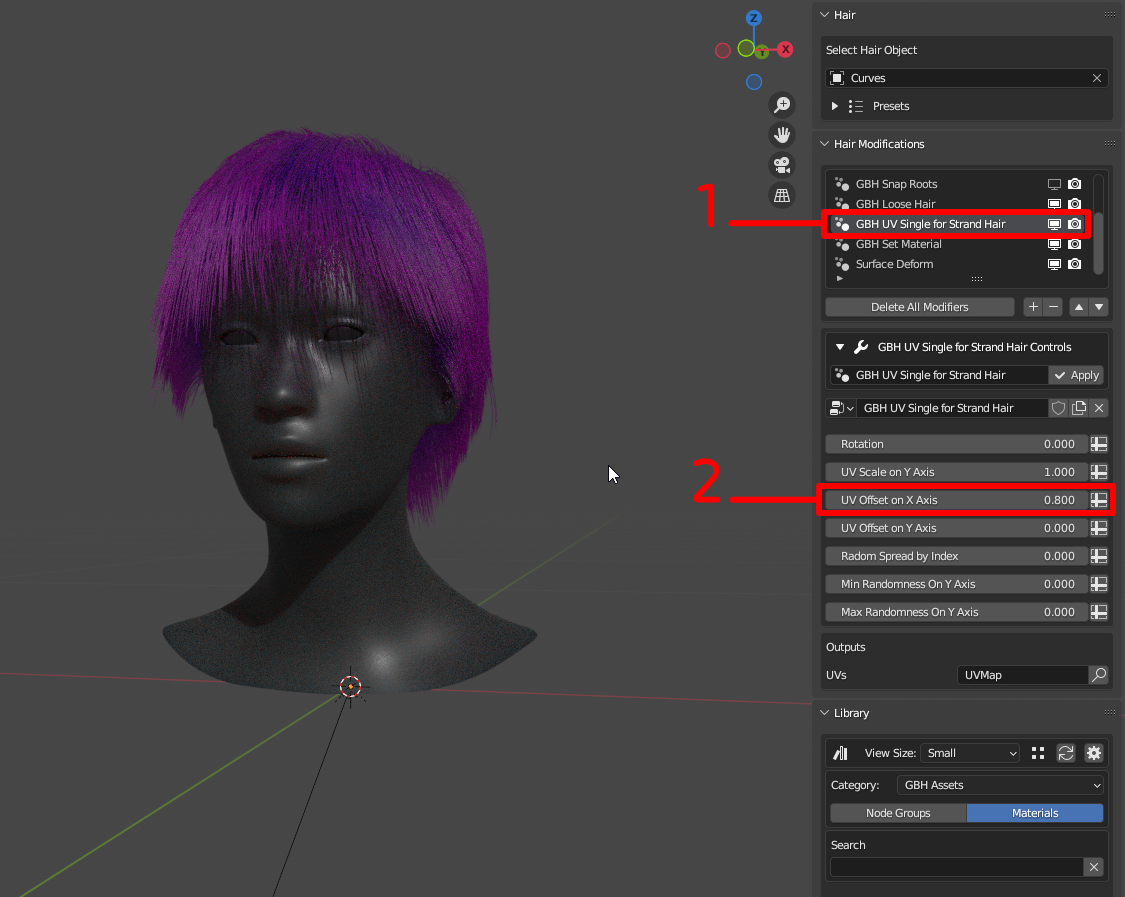 Z
X
Y
Hair
Select Hair Object
Curves
Presets
Hair Modifications
GBH Snap Roots
GBH Loose Hair
1
GBH UV Single for Strand Hair
GBH Set Material
Surface Deform
Delete All Modifiers
GBH UV Single for Strand Hair Controls
GBH UV Single for Strand Hair Apply
GBH UV Single for Strand Hair
Rotation 0.000
UV Scale on Y Axis 1.000
2
UV Offset on X Axis 0.800
UV Offset on Y Axis 0.000
Radom Spread by Index 0.000
Min Randomness On Y Axis 0.000
Max Randomness On Y Axis 0.000
Outputs
UVs UVMap
Library
View Size: Small
Category: GBH Assets
Node Groups Materials
Search